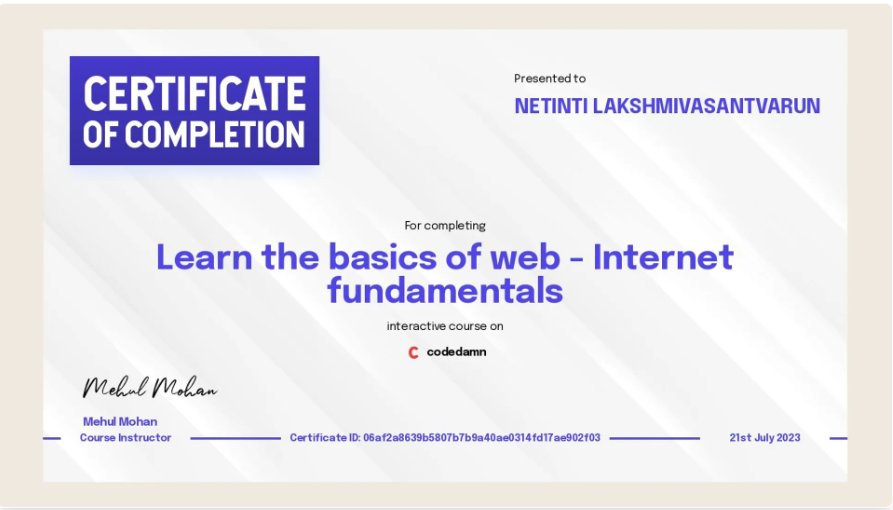 CERTIFICATE
OF COMPLETION
Presented to
NETINTI LAKSHMIVASANTVARUN
For completing
Learn the basics of web - Internet
fundamentals
interactive course on
codedamn
Mehul Mohan
Mehul Mohan
Course Instructor
Certificate ID: 06af2a8639b5807b7b9a40ae0314fd17ae902f03
21st July 2023